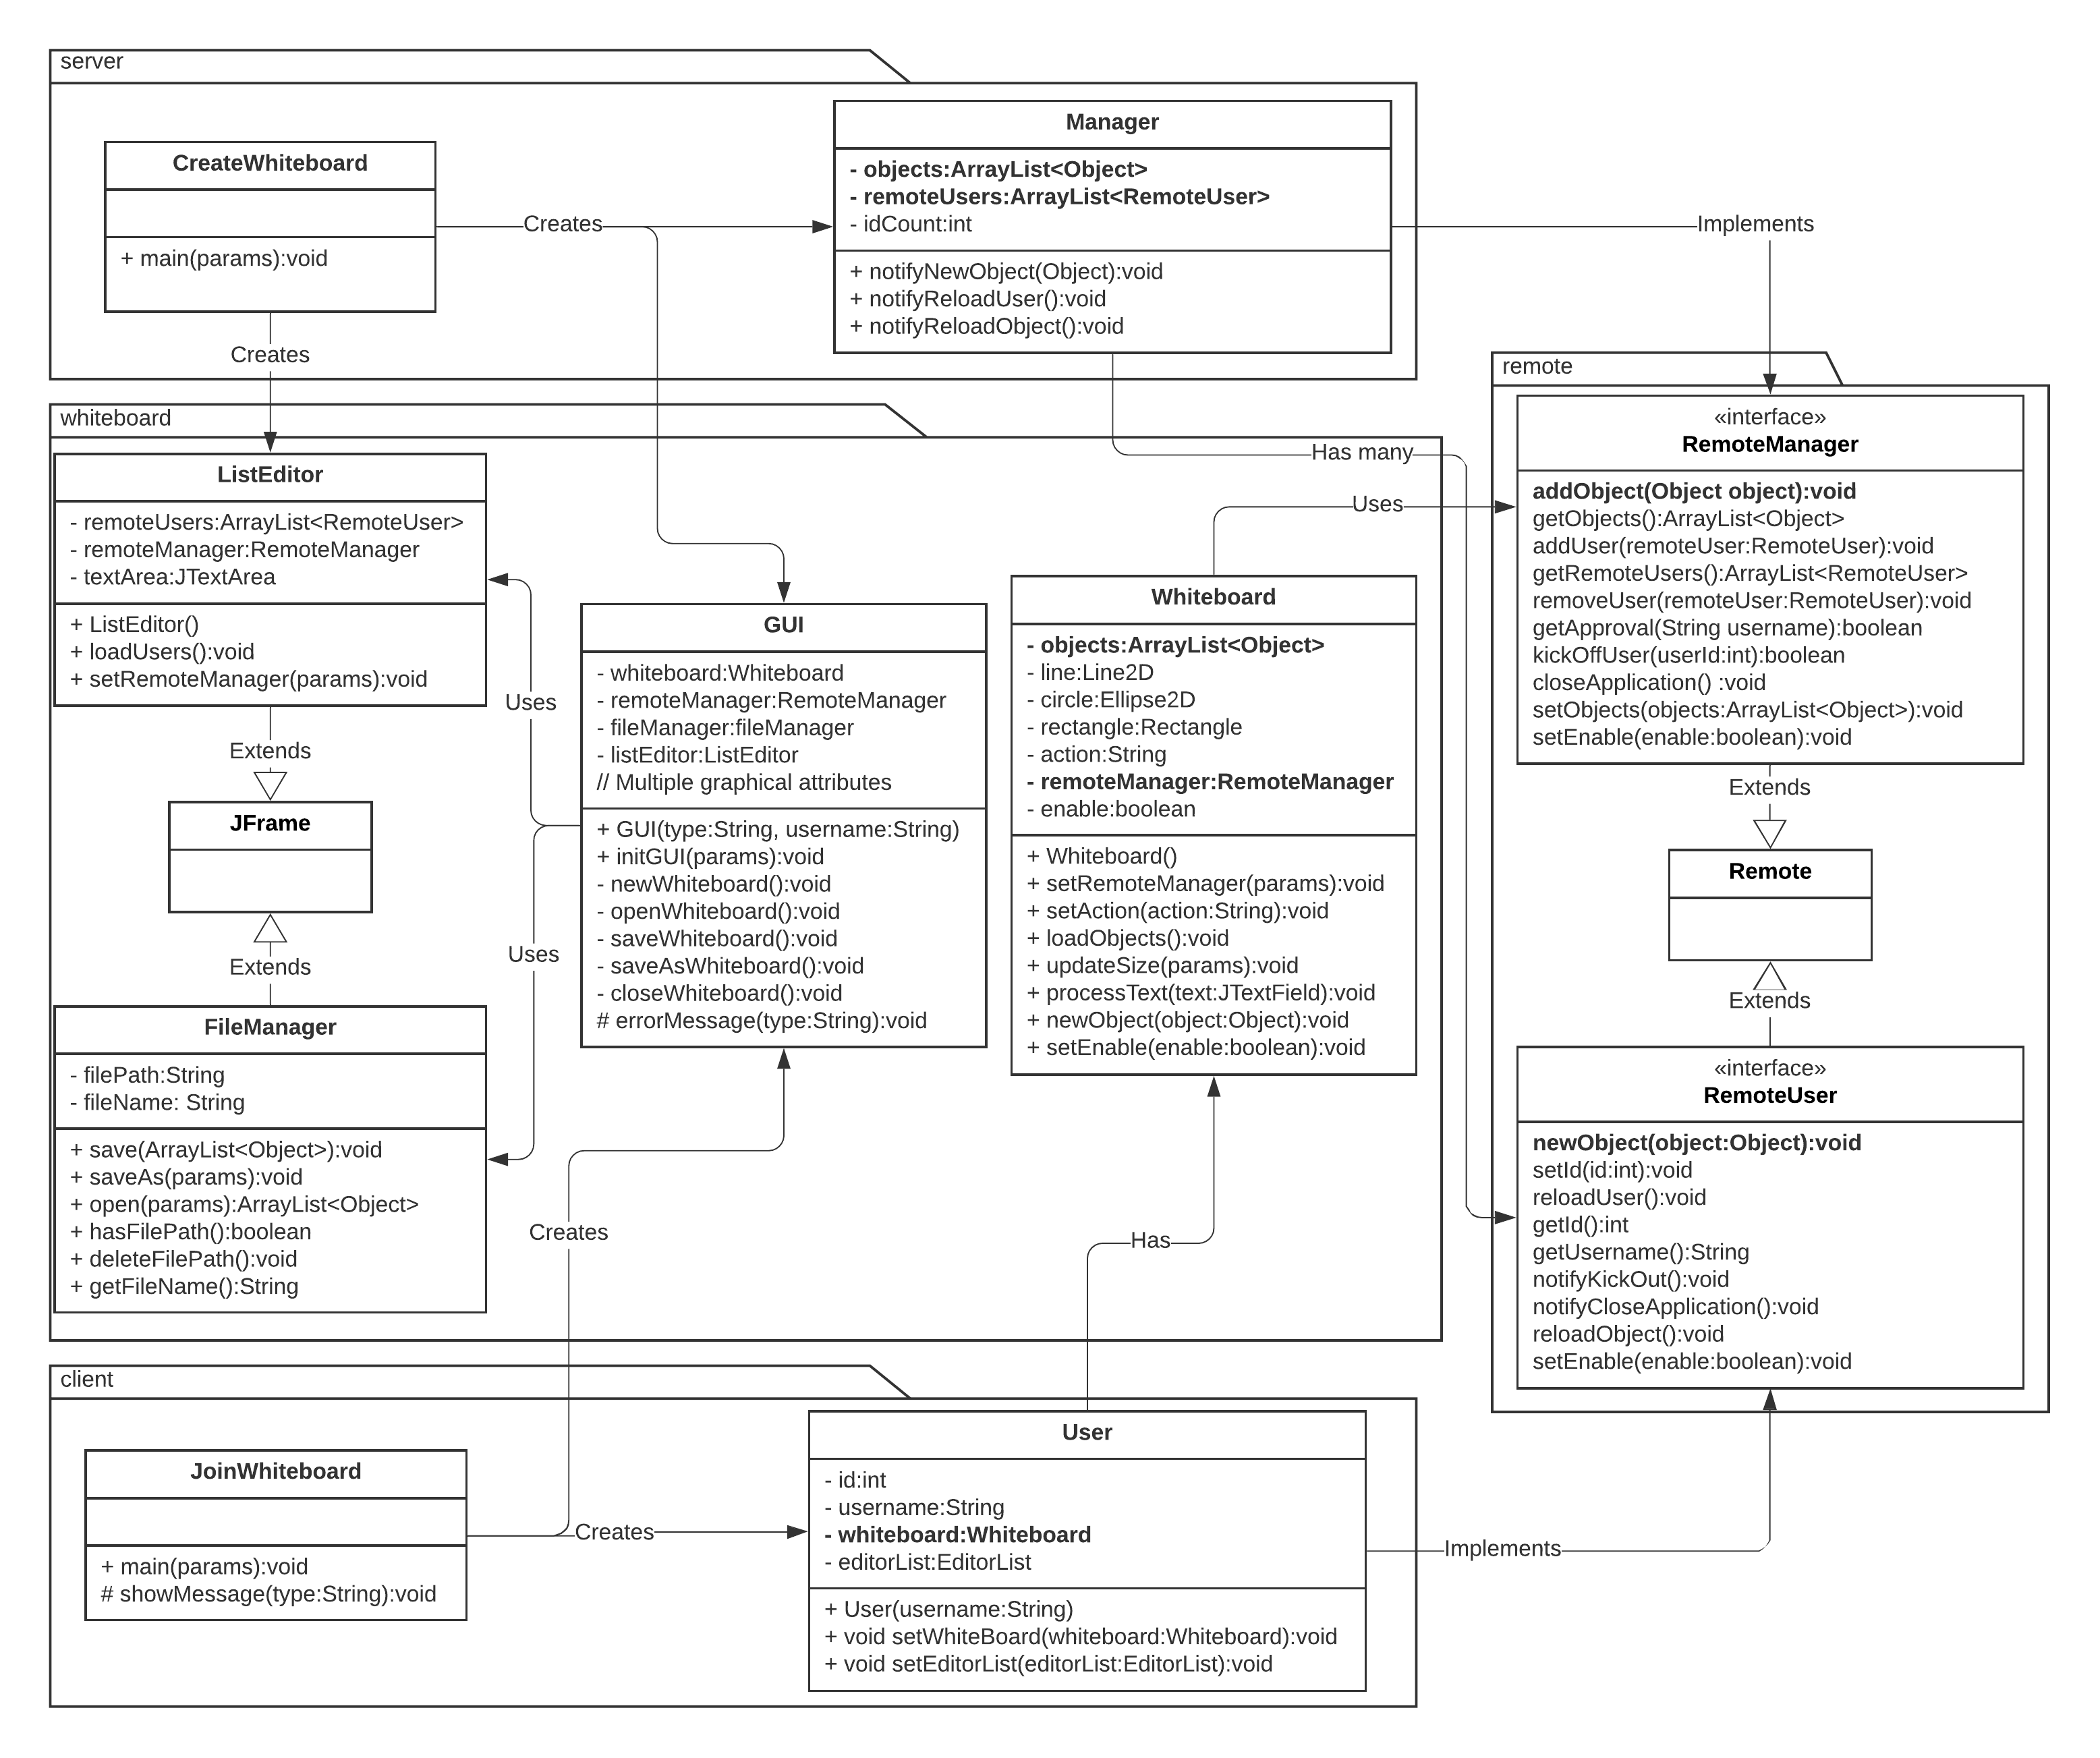 server
CreateWhiteboard
+ main(params):void
Creates
Creates
Manager
- objects:ArrayList<Object>
- remoteUsers:ArrayList<RemoteUser>
- idCount:int
+ notifyNewObject(Object):void
+ notifyReloadUser():void
+ notifyReloadObject():void
Implements
Has many
whiteboard
ListEditor
- remoteUsers:ArrayList<RemoteUser>
- remoteManager:RemoteManager
- textArea:JTextArea
+ ListEditor()
+ loadUsers():void
+ setRemoteManager(params):void
Extends
JFrame
Extends
FileManager
- filePath:String
- fileName: String
+ save(ArrayList<Object>):void
+ saveAs(params):void
+ open(params):ArrayList<Object>
+ hasFilePath():boolean
+ deleteFilePath():void
+ getFileName():String
Uses
Uses
GUI
- whiteboard:Whiteboard
- remoteManager:RemoteManager
- fileManager:fileManager
- listEditor:ListEditor
// Multiple graphical attributes
+ GUI(type:String, username:String)
+ initGUI(params):void
- newWhiteboard():void
- openWhiteboard():void
- saveWhiteboard():void
- saveAsWhiteboard():void
- closeWhiteboard():void
# errorMessage(type:String):void
Uses
Whiteboard
- objects:ArrayList<Object>
- line:Line2D
- circle:Ellipse2D
- rectangle:Rectangle
- action:String
- remoteManager:RemoteManager
- enable:boolean
+ Whiteboard()
+ setRemoteManager(params):void
+ setAction(action:String):void
+ loadObjects():void
+ updateSize(params):void
+ processText(text:JTextField):void
+ newObject(object:Object):void
+ setEnable(enable:boolean):void
Creates
Has
remote
«interface»
RemoteManager
addObject(Object object):void
getObjects():ArrayList<Object>
addUser(remoteUser:RemoteUser):void
getRemoteUsers():ArrayList<RemoteUser>
removeUser(remoteUser:RemoteUser):void
getApproval(String username):boolean
kickOffUser(userId:int):boolean
closeApplication() :void
setObjects(objects:ArrayList<Object>):void
setEnable(enable:boolean):void
Extends
Remote
Extends
«interface»
RemoteUser
newObject(object:Object):void
setId(id:int):void
reloadUser():void
getId():int
getUsername():String
notifyKickOut():void
notifyCloseApplication():void
reloadObject():void
setEnable(enable:boolean):void
client
JoinWhiteboard
+ main(params):void
# showMessage(type:String):void
Creates
User
- id:int
- username:String
- whiteboard:Whiteboard
- editorList:EditorList
+ User(username:String)
+ void setWhiteBoard(whiteboard:Whiteboard):void
+ void setEditorList(editorList:EditorList):void
Implements